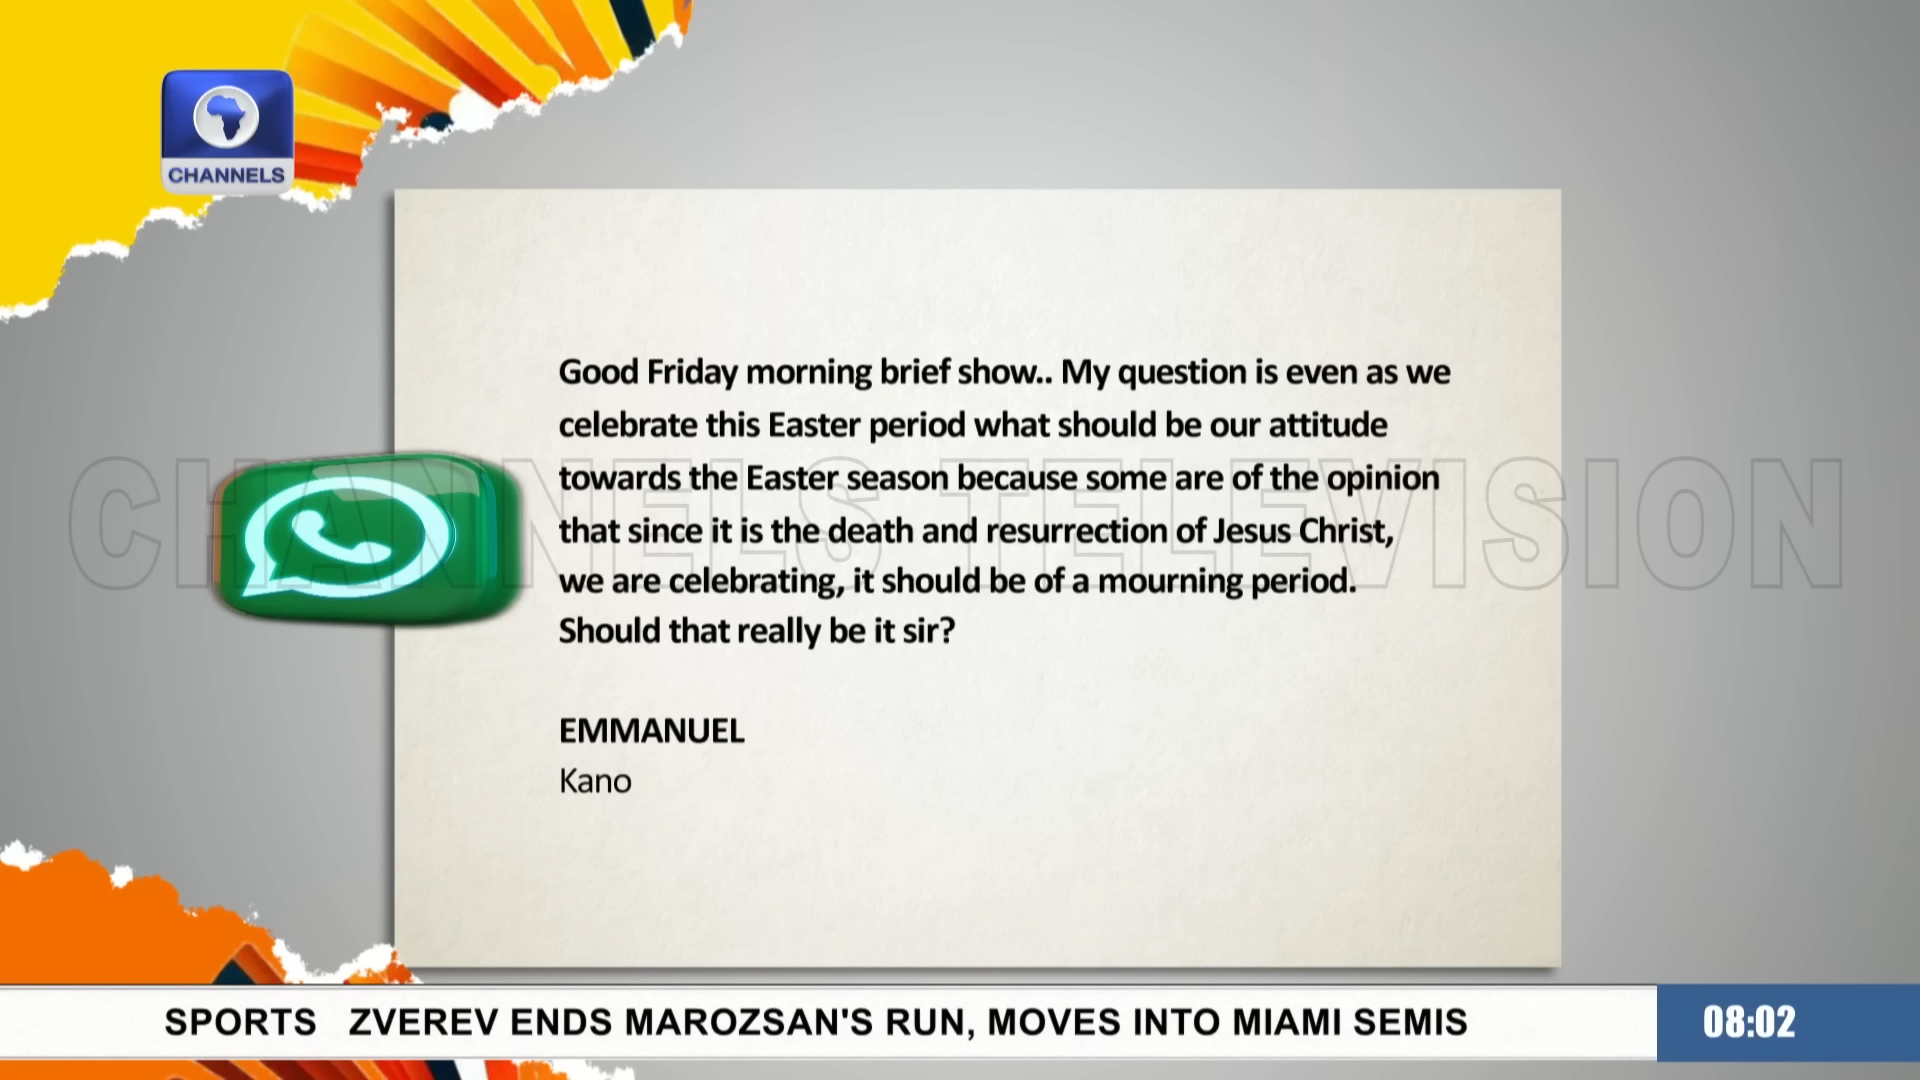 CHANNELS
Good Friday morning brief show.. My question is even as we
celebrate this Easter period what should be our attitude
towards the Easter season because some are of the opinion
that since it is the death and resurrection of Jesus Christ,
we are celebrating, it should be of a mourning period.
Should that really be it sir?
EMMANUEL
Kano
CHANNELS TELEVISION
SPORTS ZVEREV ENDS MAROZSAN'S RUN, MOVES INTO MIAMI SEMIS
08:02